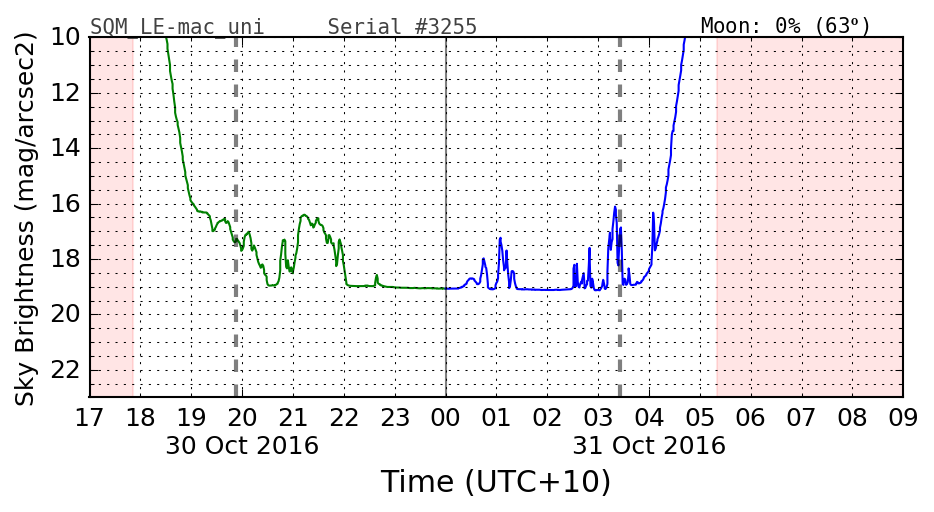 SQM_LE-mac_uni Serial #3255 Moon: 0% (63°)
10
12
14
16
18
20
22
Sky Brightness (mag/arcsec2)
17 18 19 20 21 22 23 00 01 02 03 04 05 06 07 08 09
30 Oct 2016 31 Oct 2016
Time (UTC+10)